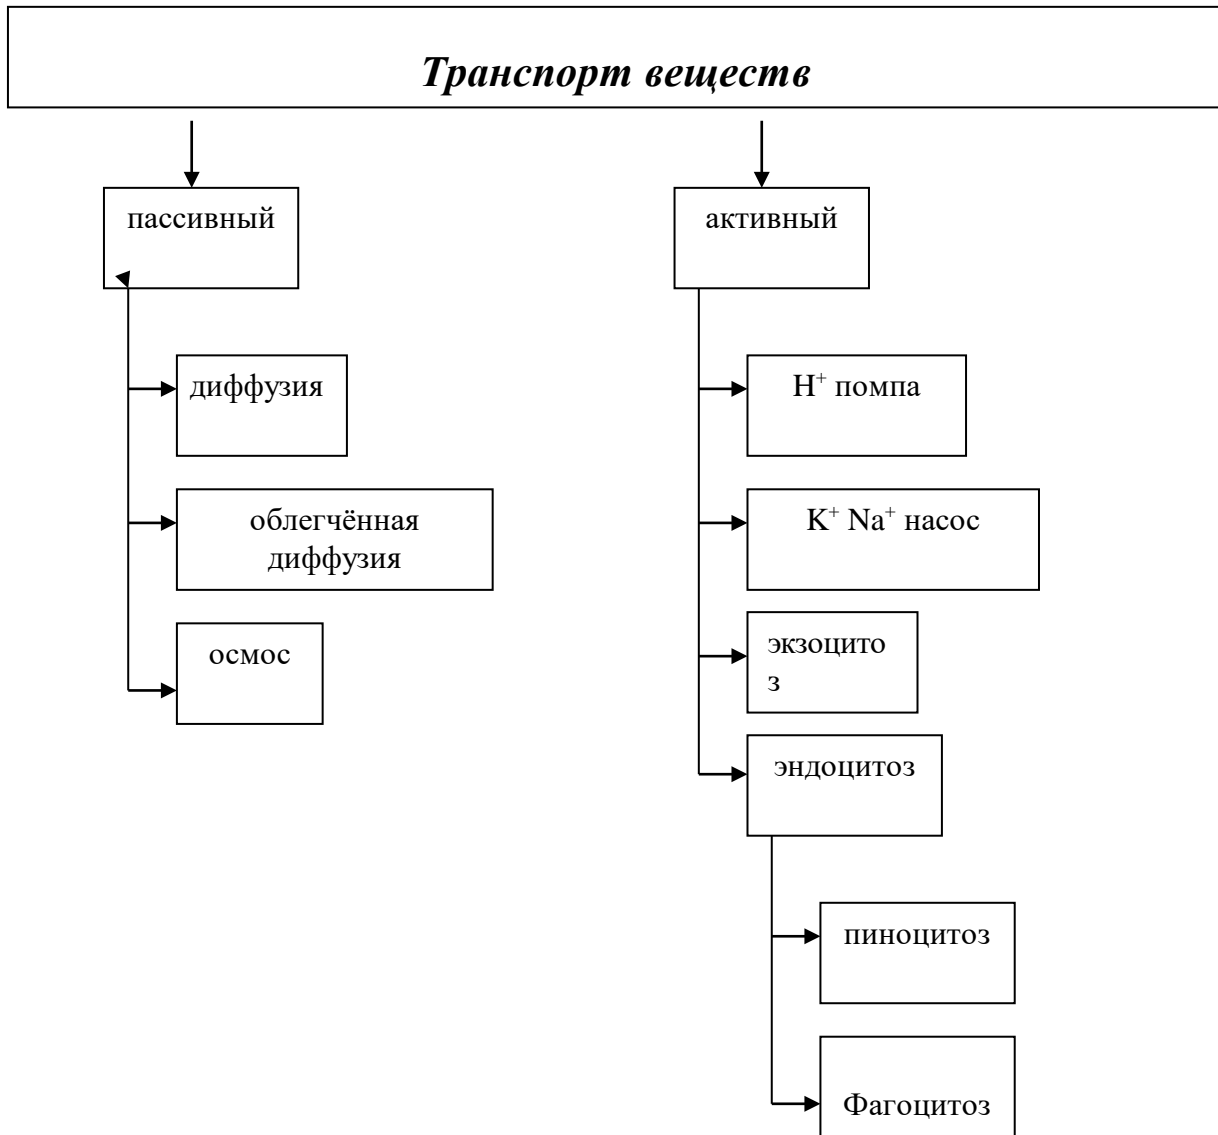 Транспорт веществ
пассивный
активный
диффузия
H⁺ помпа
облегчённая
диффузия
K⁺ Na⁺ насос
осмос
экзоцито
з
эндоцитоз
пиноцитоз
Фагоцитоз